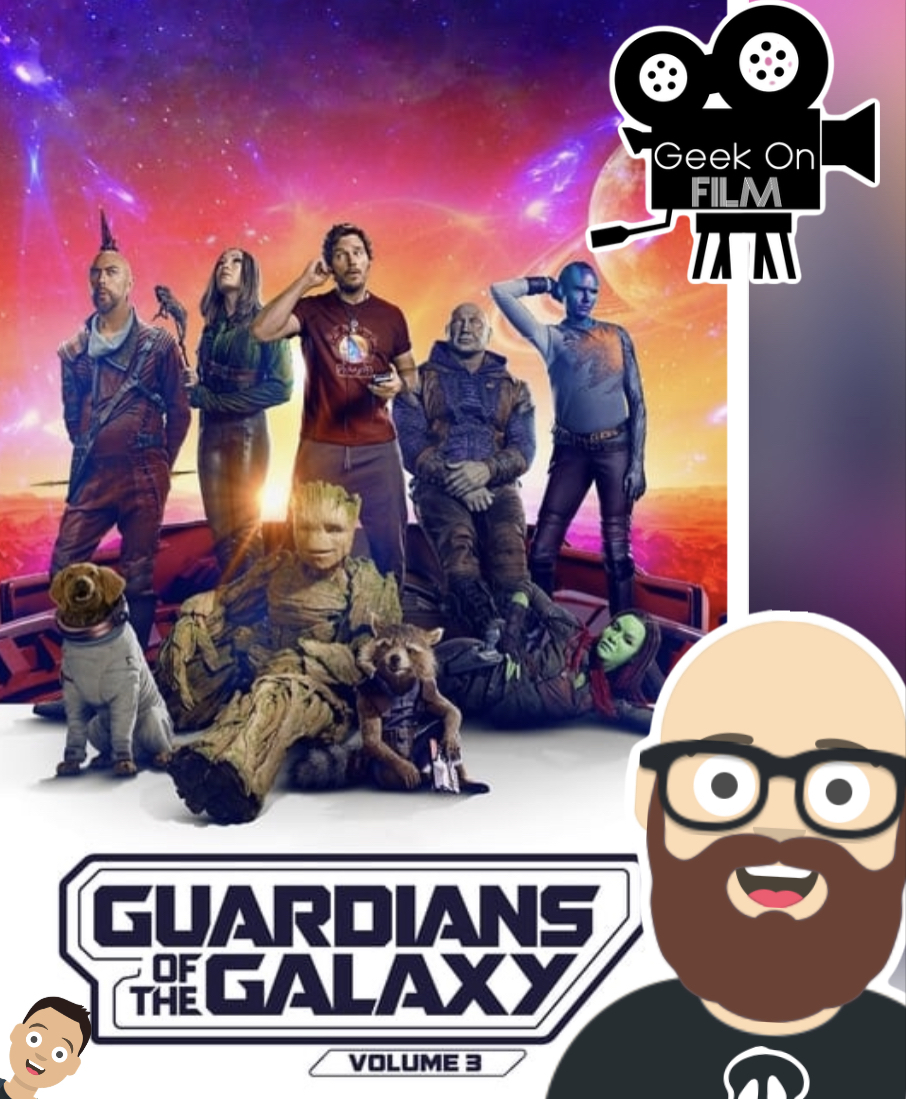 Geek On
FILM
GUARDIANS
OF
THE GALAXY
VOLUME 3